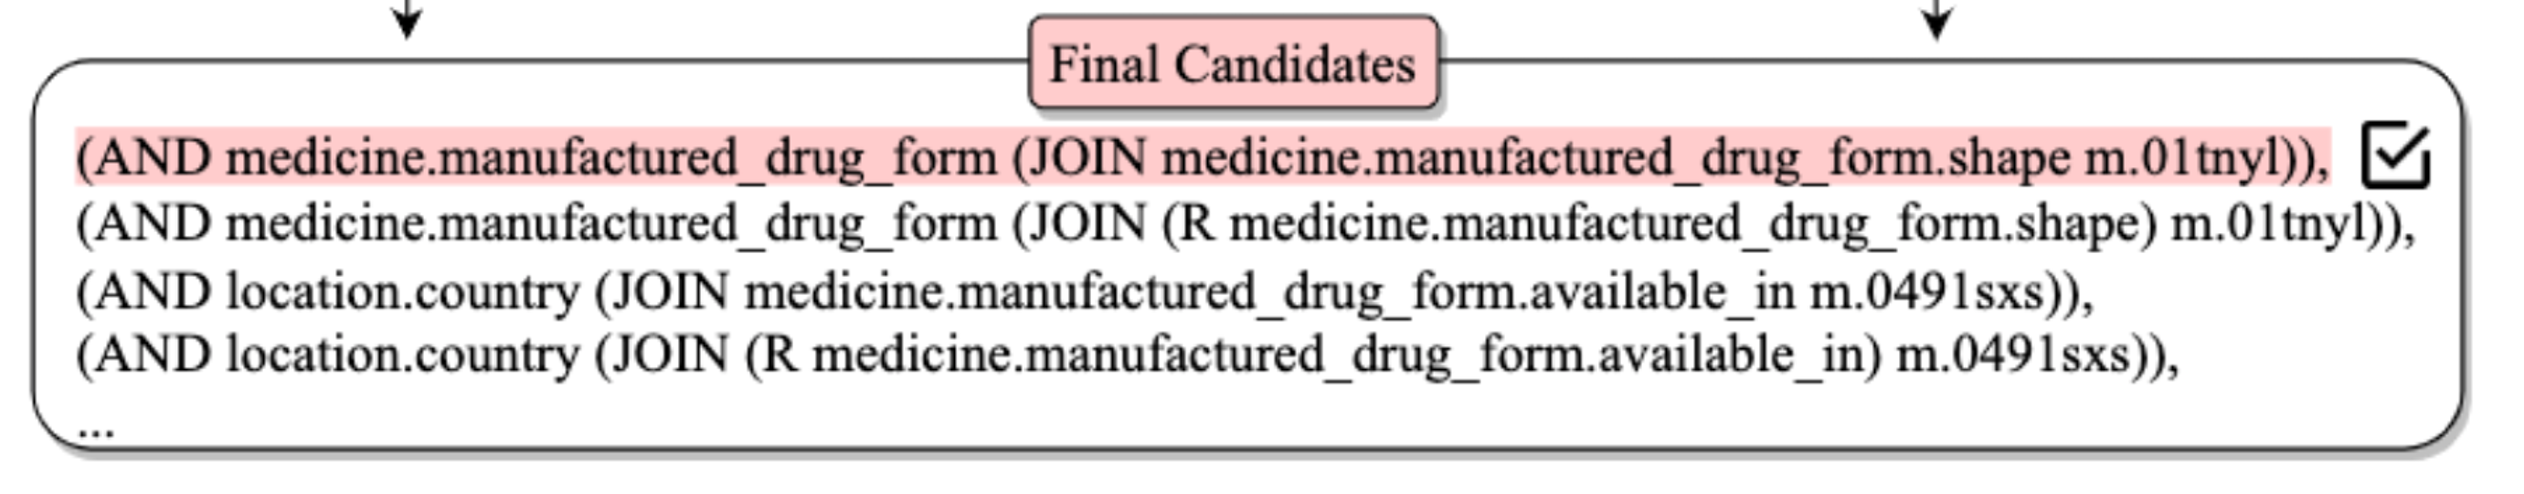 Final Candidates
(AND medicine.manufactured_drug_form (JOIN medicine.manufactured_drug_form.shape m.01tnyl)),
(AND medicine.manufactured_drug_form (JOIN (R medicine.manufactured_drug_form.shape) m.01tnyl)),
(AND location.country (JOIN medicine.manufactured_drug_form.available_in m.0491sxs)),
(AND location.country (JOIN (R medicine.manufactured_drug_form.available_in) m.0491sxs)),
...